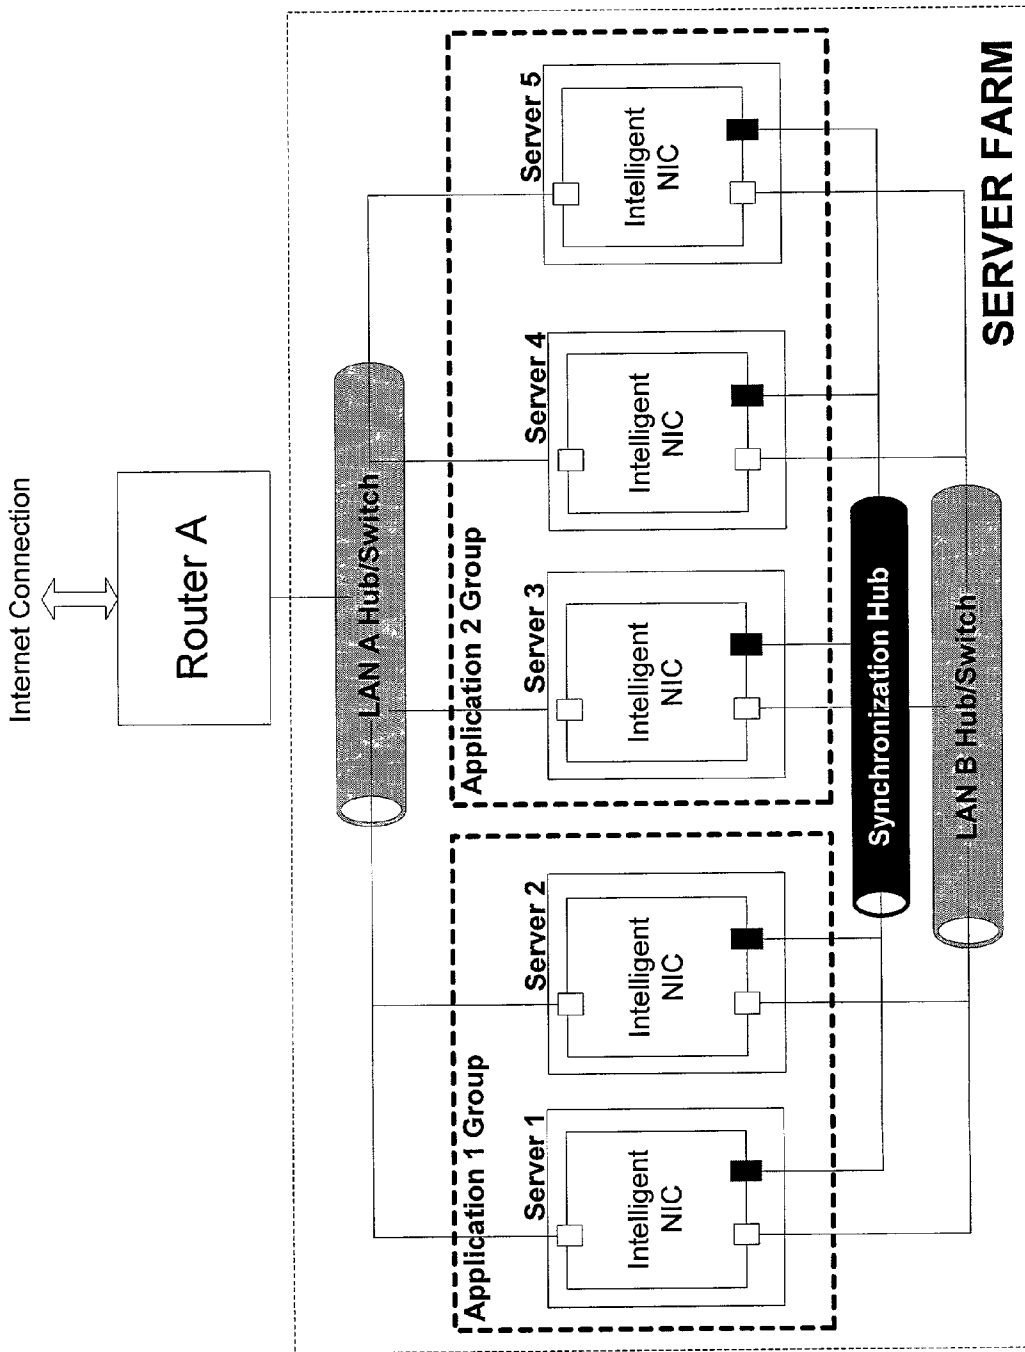 Internet Connection
Router A
LAN A Hub/Switch
Application 1 Group
Application 2 Group
Server 1
Server 2
Server 3
Server 4
Server 5
Intelligent
NIC
Intelligent
NIC
Intelligent
NIC
Intelligent
NIC
Intelligent
NIC
Synchronization Hub
LAN B Hub/Switch
SERVER FARM